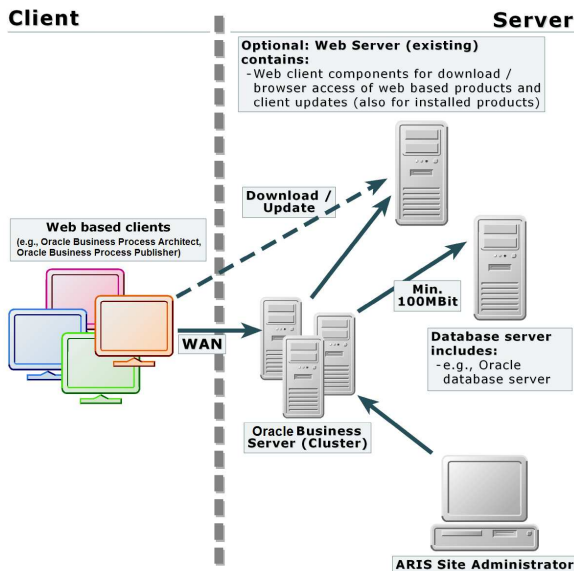 Client
Server
Optional: Web Server (existing)
contains:
-Web client components for download /
browser access of web based products and
client updates (also for installed products)
Download /
Update
Web based clients
(e.g., Oracle Business Process Architect,
Oracle Business Process Publisher)
Min.
100MBit
WAN
Database server
includes:
-e.g., Oracle
database server
Oracle Business
Server (Cluster)
ARIS Site Administrator